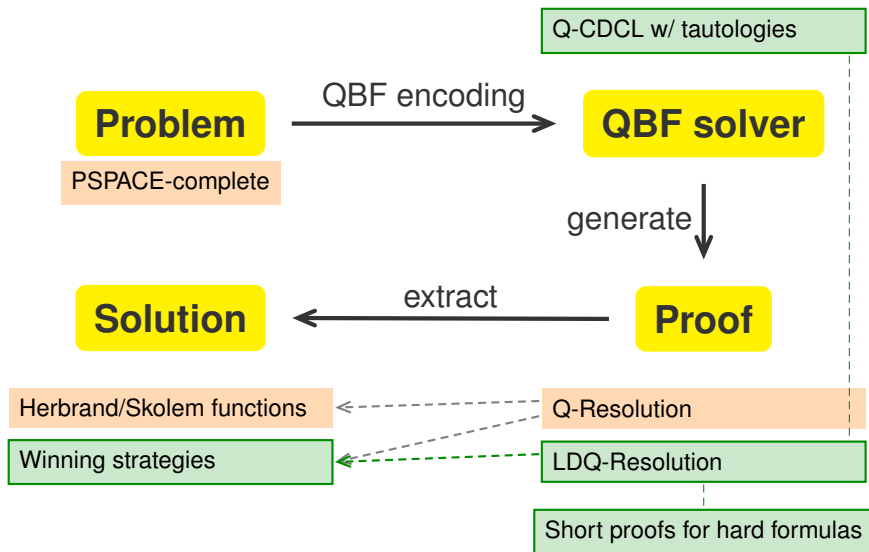 Q-CDCL w/ tautologies
QBF encoding
Problem
QBF solver
PSPACE-complete
generate
extract
Solution
Proof
Herbrand/Skolem functions
Q-Resolution
Winning strategies
LDQ-Resolution
Short proofs for hard formulas